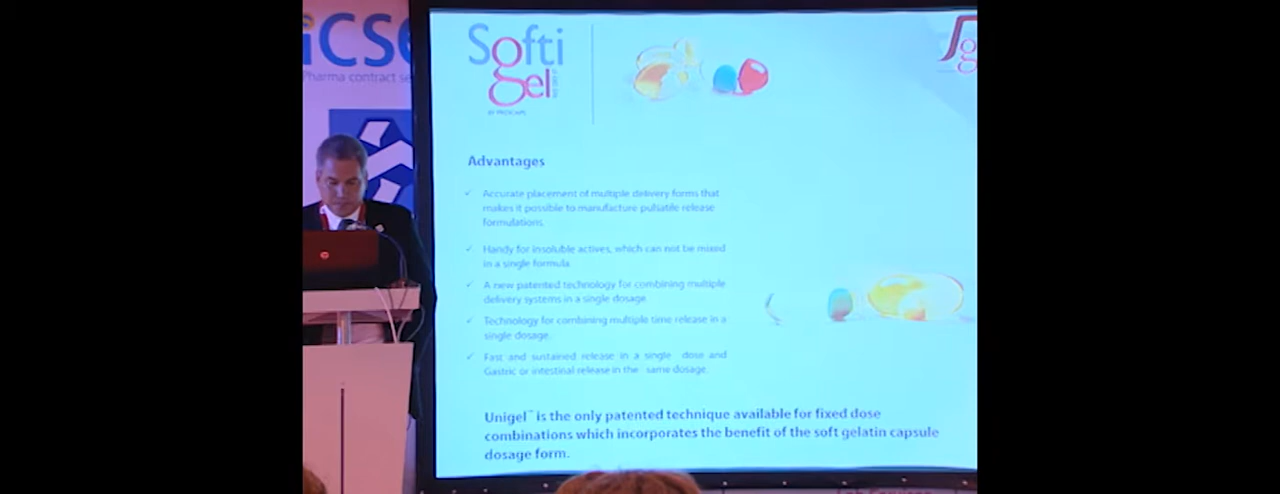 iCS
Pharma contract se
Softi
gel
BY PROCAPS
g
Advantages
✓ Accurate placement of multiple delivery forms that
makes it possible to manufacture pulsatile release
formulations.
✓ Handy for insoluble actives, which can not be mixed
in a single formula.
✓ A new patented technology for combining multiple
delivery systems in a single dosage.
✓ Technology for combining multiple time release in a
single dosage.
✓ Fast and sustained release in a single dose and
Gastric or intestinal release in the same dosage.
Unigel™ is the only patented technique available for fixed dose
combinations which incorporates the benefit of the soft gelatin capsule
dosage form.